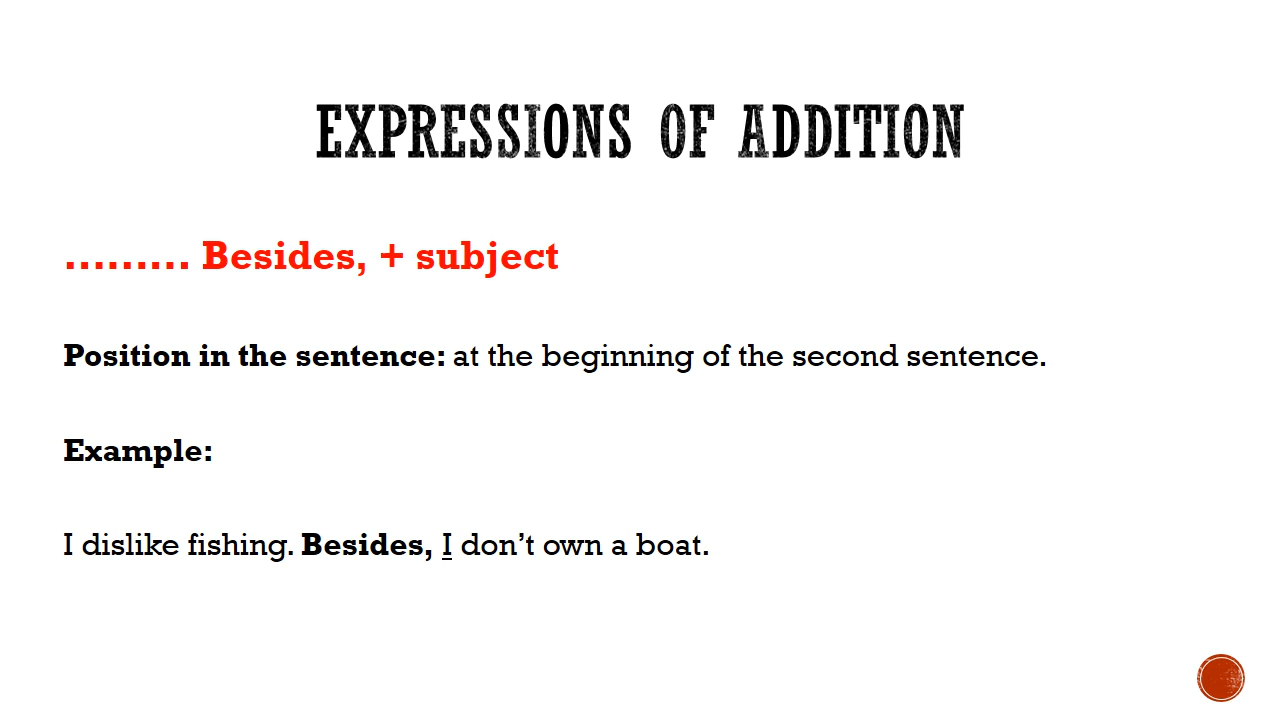 EXPRESSIONS OF ADDITION
......... Besides, + subject
Position in the sentence: at the beginning of the second sentence.
Example:
I dislike fishing. Besides, I don’t own a boat.